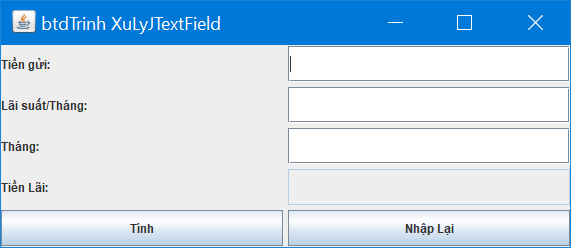 btdTrinh XuLyJTextField
Tiền gửi:
Lãi suất/Tháng:
Tháng:
Tiền Lãi:
Tính
Nhập Lại